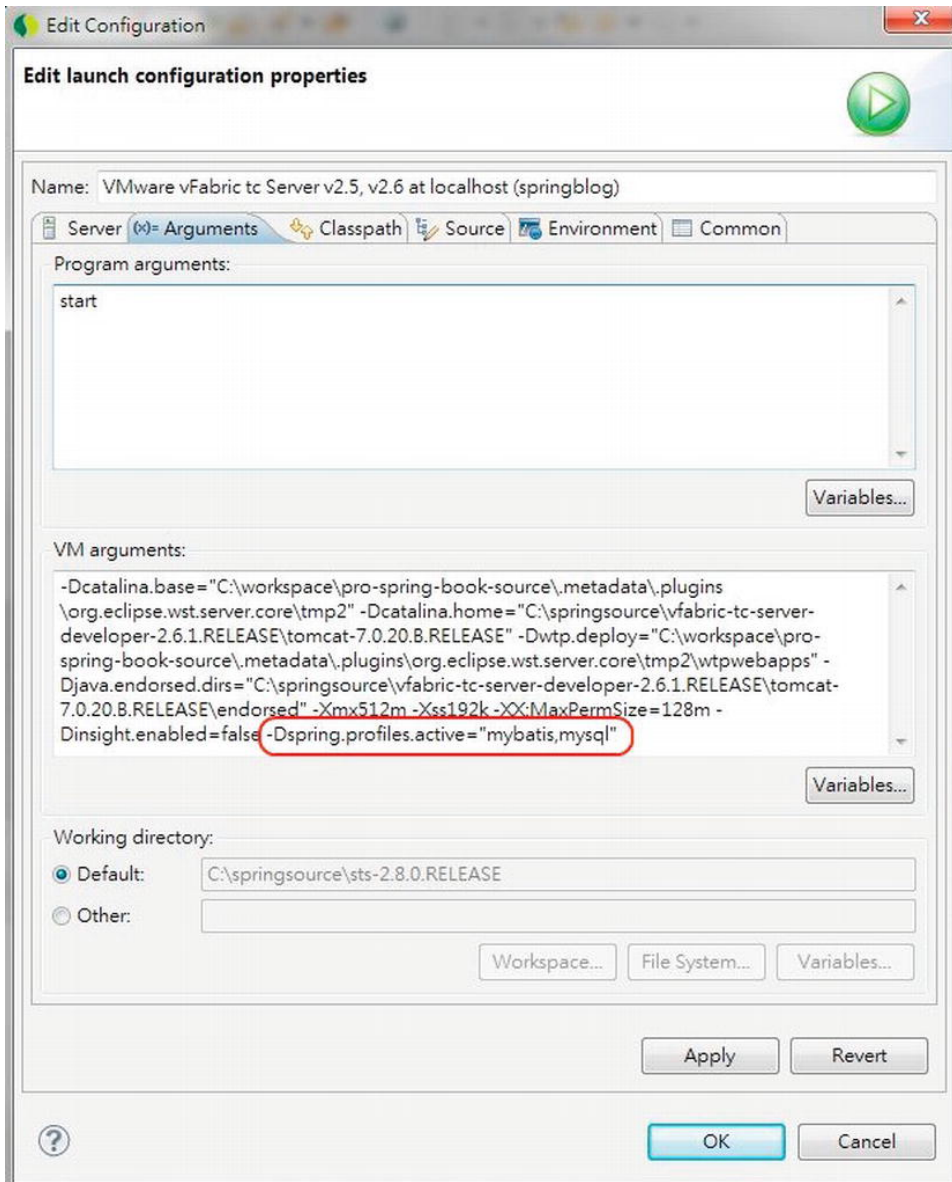 Edit Configuration
Edit launch configuration properties
Name: VMware vFabric tc Server v2.5, v2.6 at localhost (springblog)
Server (x)= Arguments Classpath Source Environment Common
Program arguments:
start
Variables...
VM arguments:
-Dcatalina.base="C:\workspace\pro-spring-book-source\.metadata\.plugins
\org.eclipse.wst.server.core\tmp2" -Dcatalina.home="C:\springsource\vfabric-tc-server-
developer-2.6.1.RELEASE\tomcat-7.0.20.B.RELEASE" -Dwtp.deploy="C:\workspace\pro-
spring-book-source\.metadata\.plugins\org.eclipse.wst.server.core\tmp2\wtpwebapps" -
Djava.endorsed.dirs="C:\springsource\vfabric-tc-server-developer-2.6.1.RELEASE\tomcat-
7.0.20.B.RELEASE\endorsed" -Xmx512m -Xss192k -XX:MaxPermSize=128m -
Dinsight.enabled=false -Dspring.profiles.active="mybatis,mysql"
Variables...
Working directory:
Default: C:\springsource\sts-2.8.0.RELEASE
Other:
Workspace... File System... Variables...
Apply Revert
? OK Cancel